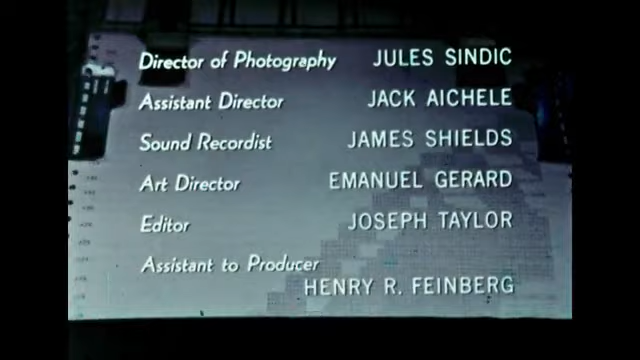 Director of Photography JULES SINDIC
Assistant Director JACK AICHELE
Sound Recordist JAMES SHIELDS
Art Director EMANUEL GERARD
Editor JOSEPH TAYLOR
Assistant to Producer
HENRY R. FEINBERG